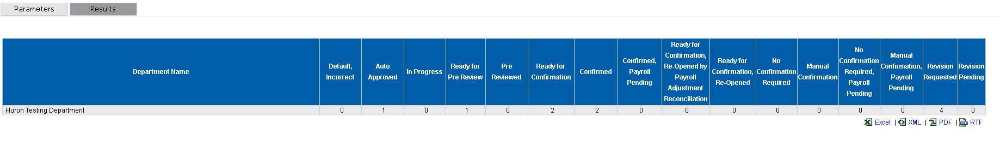 Parameters Results
Department Name
Default,
Incorrect
Auto
Approved
In Progress
Ready for
Pre Review
Pre
Reviewed
Ready for
Confirmation
Confirmed
Confirmed,
Payroll
Pending
Ready for
Confirmation,
Re-Opened by
Payroll
Adjustment
Reconciliation
Ready for
Confirmation,
Re-Opened
No
Confirmation
Required
Manual
Confirmation
No
Confirmation
Required,
Payroll
Pending
Manual
Confirmation,
Payroll
Pending
Revision
Requested
Revision
Pending
Huron Testing Department 0 1 0 1 0 2 2 0 0 0 0 0 0 0 4 0
Excel | XML | PDF | RTF